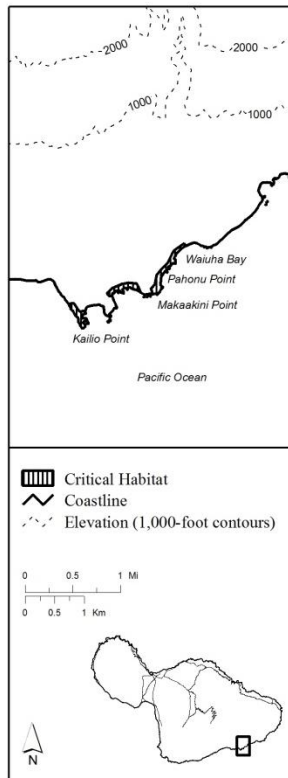 2000
2000
1000
1000
Waiuha Bay
Pahonu Point
Makaakini Point
Kailio Point
Pacific Ocean
Critical Habitat
Coastline
Elevation (1,000-foot contours)
0 0.5 1 Mi
0 0.5 1 Km
N